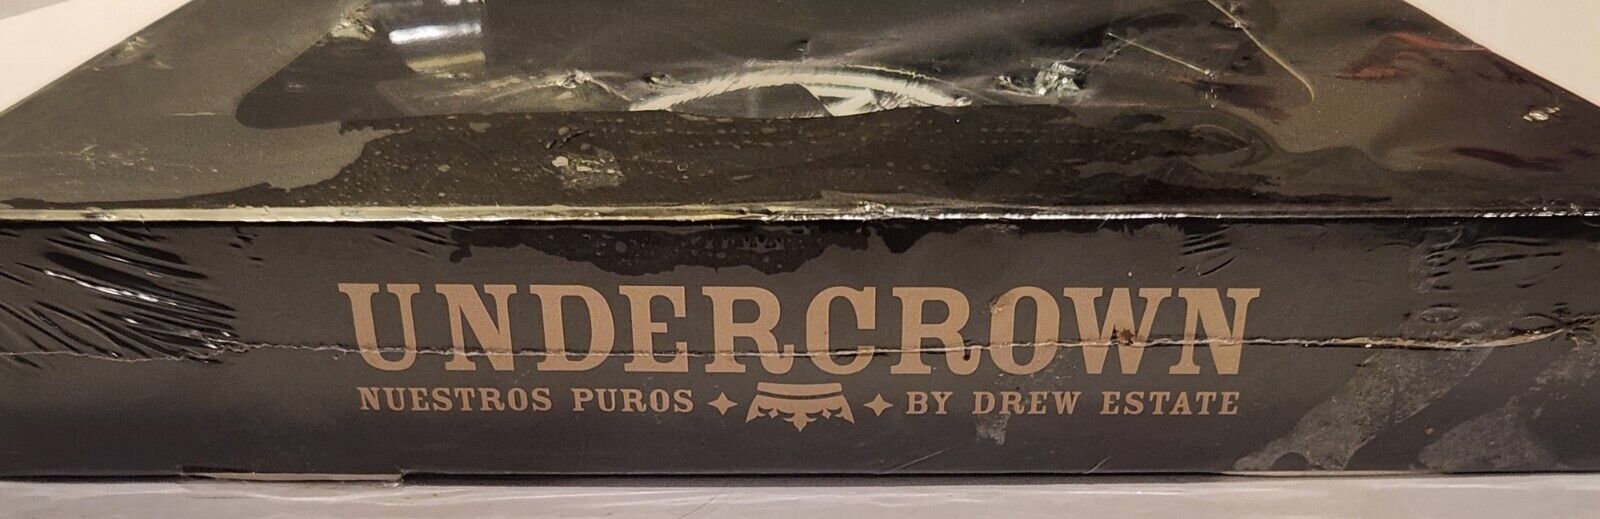 UNDERCROWN
NUESTROS PUROS BY DREW ESTATE